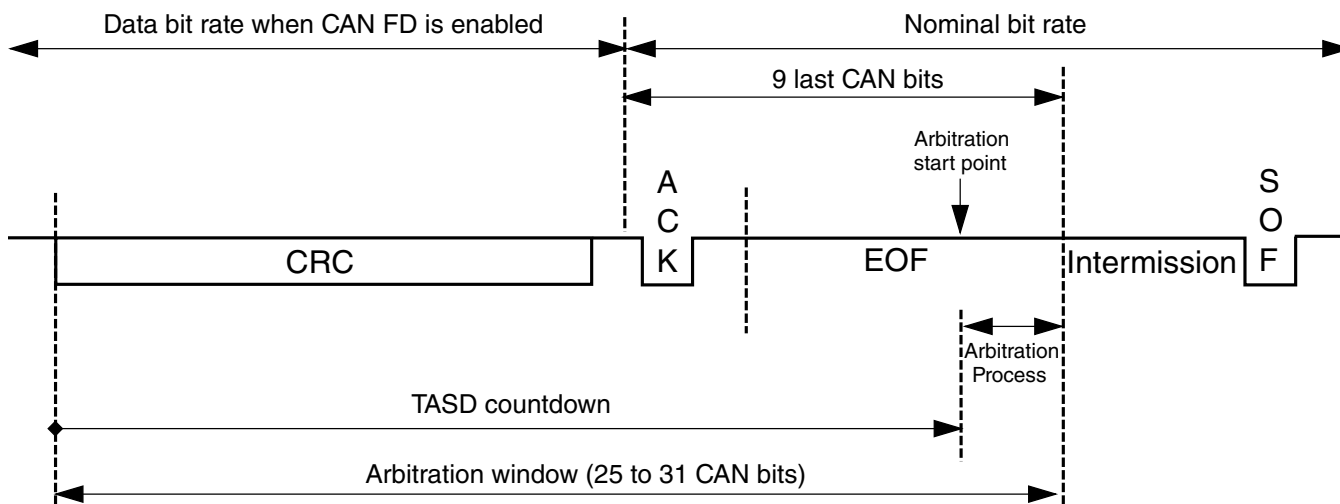 Data bit rate when CAN FD is enabled
Nominal bit rate
9 last CAN bits
Arbitration
start point
A
C
K
S
O
F
CRC
EOF
Intermission
Arbitration
Process
TASD countdown
Arbitration window (25 to 31 CAN bits)